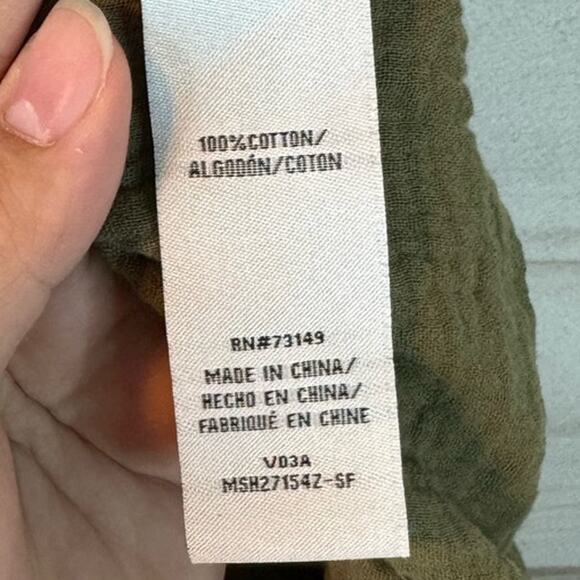 100%COTTON/
ALGODÓN/COTON
RN#73149
MADE IN CHINA/
HECHO EN CHINA/
FABRIQUÉ EN CHINE
V03A
MSH27154Z-SF